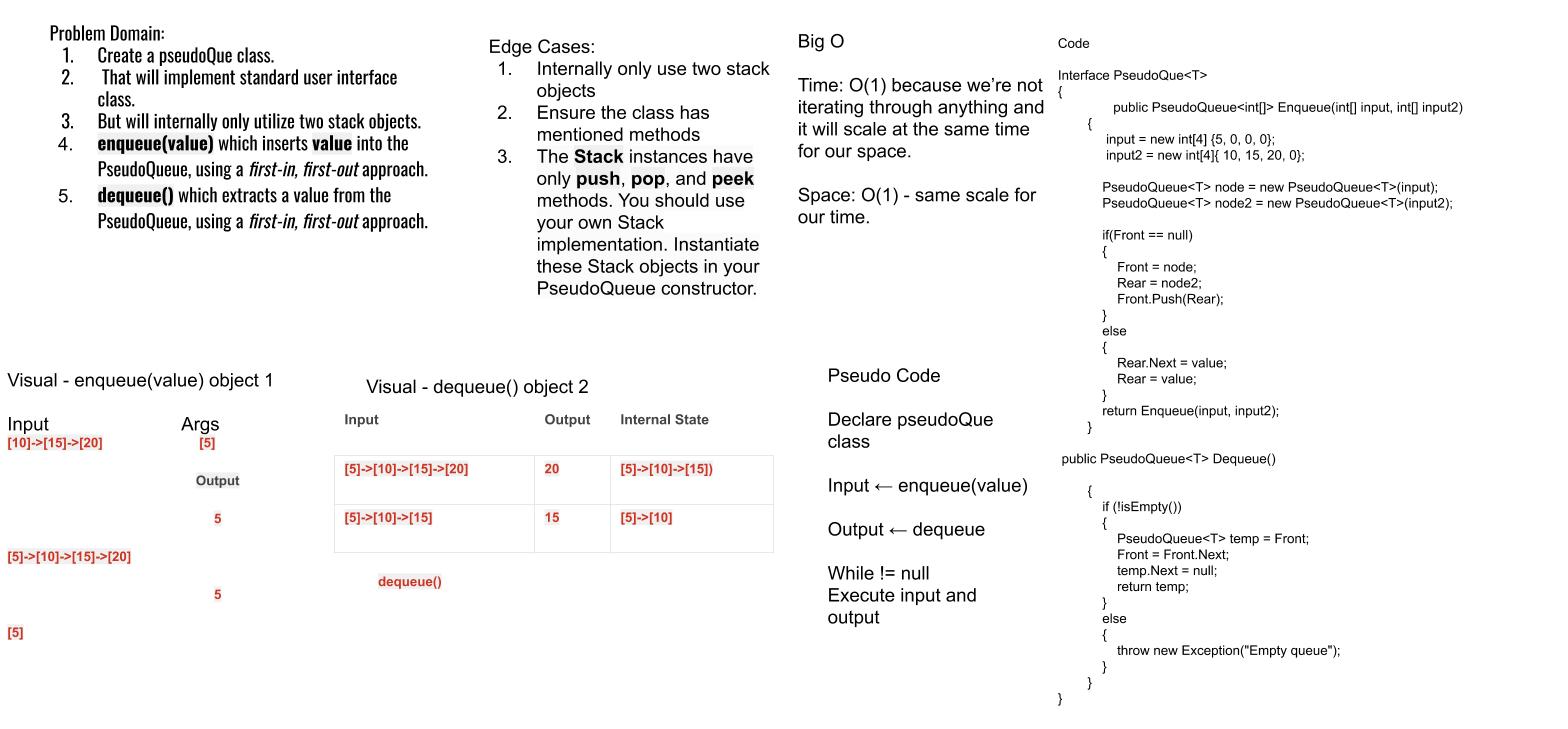 Problem Domain:
1. Create a pseudoQue class.
2. That will implement standard user interface
class.
3. But will internally only utilize two stack objects.
4. enqueue(value) which inserts value into the
PseudoQueue, using a first-in, first-out approach.
5. dequeue() which extracts a value from the
PseudoQueue, using a first-in, first-out approach.
Edge Cases:
1. Internally only use two stack
objects
2. Ensure the class has
mentioned methods
3. The Stack instances have
only push, pop, and peek
methods. You should use
your own Stack
implementation. Instantiate
these Stack objects in your
PseudoQueue constructor.
Big O
Time: O(1) because we're not
iterating through anything and
it will scale at the same time
for our space.
Space: O(1) - same scale for
our time.
Code
Interface PseudoQue<T>
{
public PseudoQueue<int[]> Enqueue(int[] input, int[] input2)
{
input = new int[4] {5, 0, 0, 0};
input2 = new int[4]{ 10, 15, 20, 0};
PseudoQueue<T> node = new PseudoQueue<T>(input);
PseudoQueue<T> node2 = new PseudoQueue<T>(input2);
if(Front == null)
{
Front = node;
Rear = node2;
Front.Push(Rear);
}
else
{
Rear.Next = value;
Rear = value;
}
return Enqueue(input, input2);
}
public PseudoQueue<T> Dequeue()
{
if (!isEmpty())
{
PseudoQueue<T> temp = Front;
Front = Front.Next;
temp.Next = null;
return temp;
}
else
{
throw new Exception("Empty queue");
}
}
}
Visual - enqueue(value) object 1
Input Args
[10]->[15]->[20] [5]
Output
5
[5]->[10]->[15]->[20]
5
[5]
Visual - dequeue() object 2
Input Output Internal State
[5]->[10]->[15]->[20] 20 [5]->[10]->[15])
[5]->[10]->[15] 15 [5]->[10]
dequeue()
Pseudo Code
Declare pseudoQue
class
Input ← enqueue(value)
Output ← dequeue
While != null
Execute input and
output